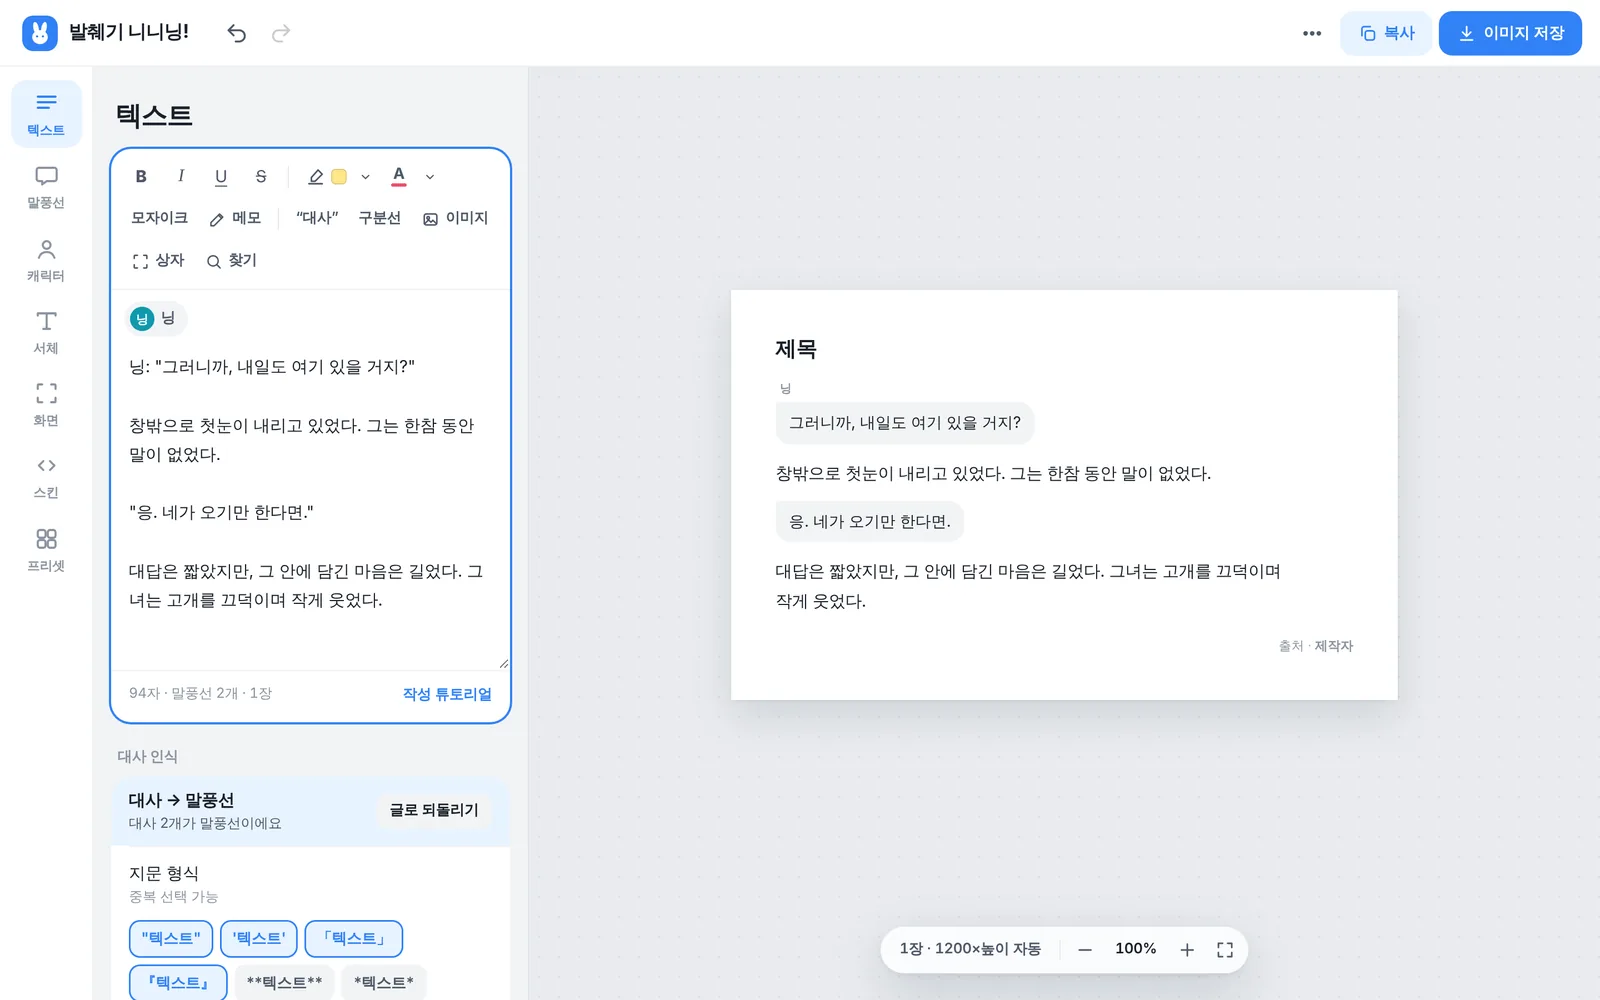 발췌기 니니닝!
복사
이미지 저장
텍스트
말풍선
캐릭터
서체
화면
스킨
프리셋
텍스트
B I U S A
모자이크 메모 “대사” 구분선 이미지
상자 찾기
닝 닝
닝: "그러니까, 내일도 여기 있을 거지?"
창밖으로 첫눈이 내리고 있었다. 그는 한참 동안
말이 없었다.
"응. 네가 오기만 한다면."
대답은 짧았지만, 그 안에 담긴 마음은 길었다. 그
녀는 고개를 끄덕이며 작게 웃었다.
94자 · 말풍선 2개 · 1장
작성 튜토리얼
대사 인식
대사 → 말풍선
대사 2개가 말풍선이에요
글로 되돌리기
지문 형식
중복 선택 가능
"텍스트" '텍스트' 「텍스트」
『텍스트』 **텍스트** *텍스트*
제목
닝
그러니까, 내일도 여기 있을 거지?
창밖으로 첫눈이 내리고 있었다. 그는 한참 동안 말이 없었다.
응. 네가 오기만 한다면.
대답은 짧았지만, 그 안에 담긴 마음은 길었다. 그녀는 고개를 끄덕이며
작게 웃었다.
출처 · 제작자
1장 · 1200×높이 자동
100%